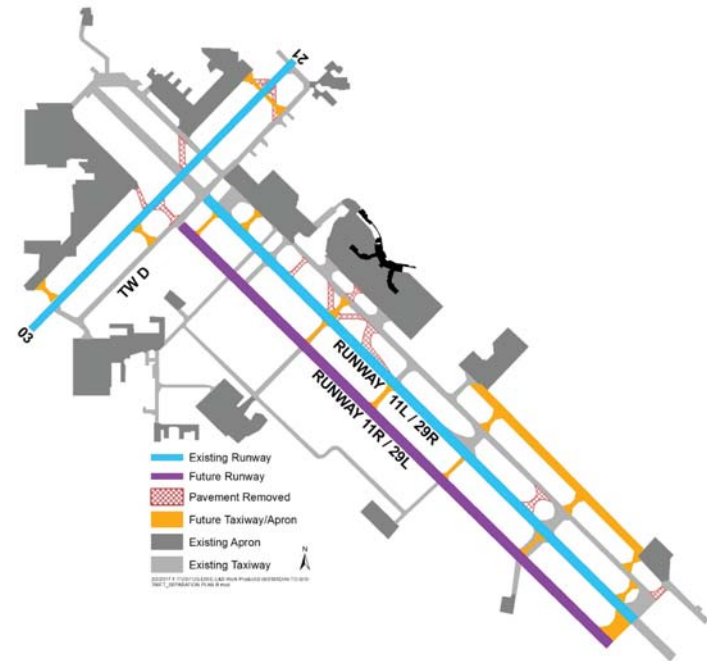 21
TW D
03
RUNWAY 11L / 29R
RUNWAY 11R / 29L
Existing Runway
Future Runway
Pavement Removed
Future Taxiway/Apron
Existing Apron
Existing Taxiway
N